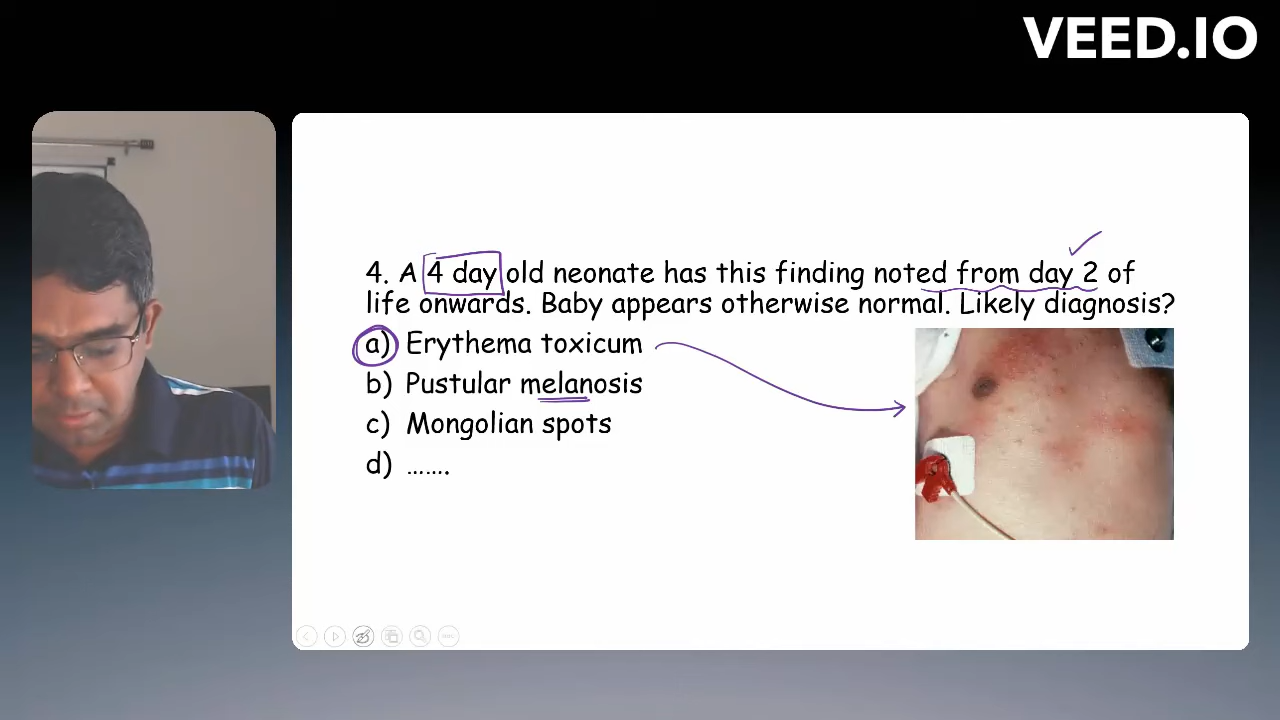 VEED.IO
4. A 4 day old neonate has this finding noted from day 2 of
life onwards. Baby appears otherwise normal. Likely diagnosis?
a) Erythema toxicum
b) Pustular melanosis
c) Mongolian spots
d) …….